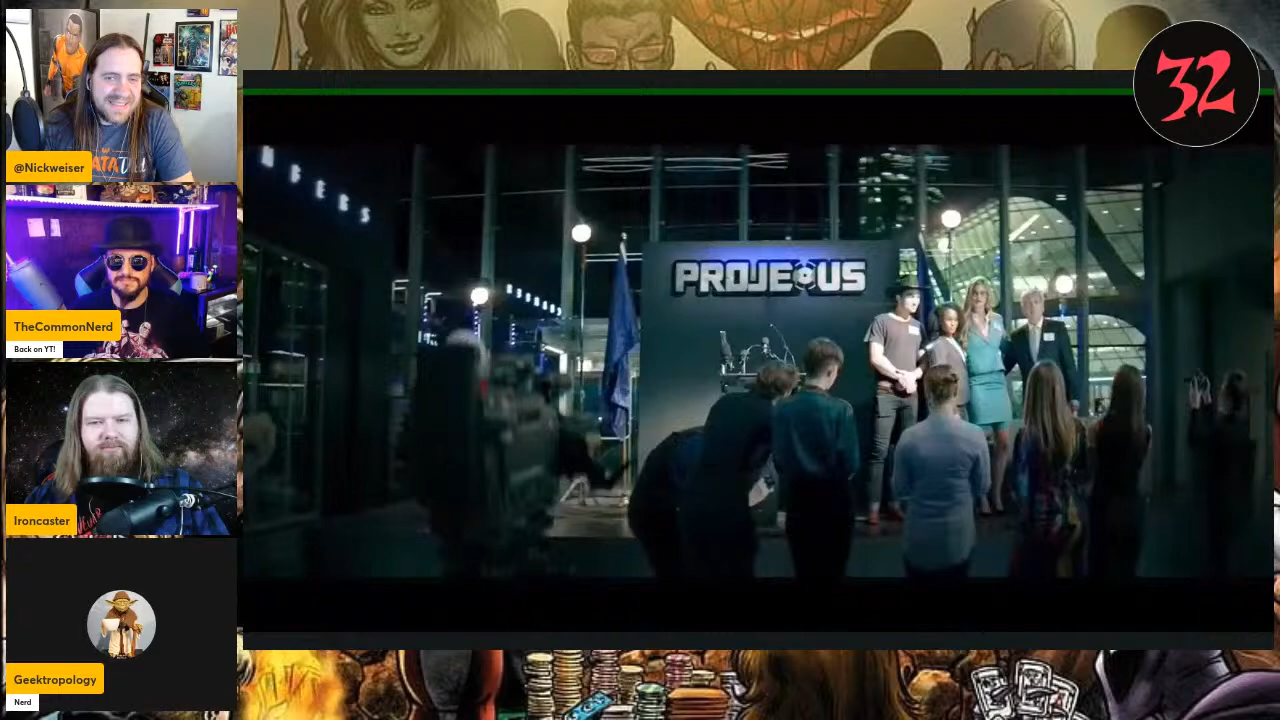 @Nickweiser
TheCommonNerd
Back on YT!
Ironcaster
Geektropology
Nerd
32
PROJE US